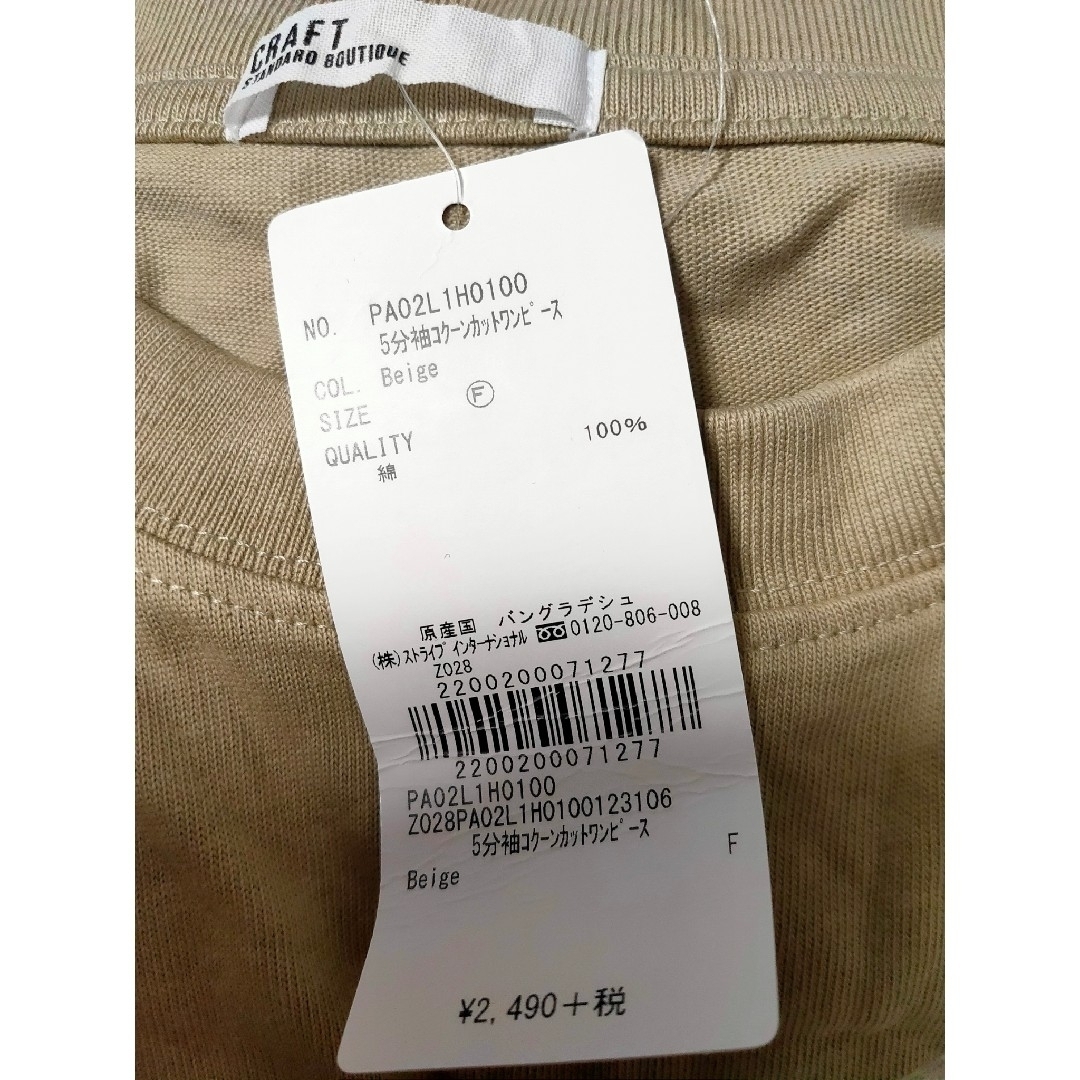 CRAFT
STANDARD BOUTIQUE
NO. PA02L1H0100
5分袖コクーンカットワンピース
COL. Beige
SIZE Ⓕ
QUALITY
綿 100%
原産国 バングラデシュ
(株)ストライプインターナショナル 0120-806-008
Z028
2200200071277
2200200071277
PA02L1H0100
Z028PA02L1H0100123106
5分袖コクーンカットワンピース
Beige F
¥2,490+税